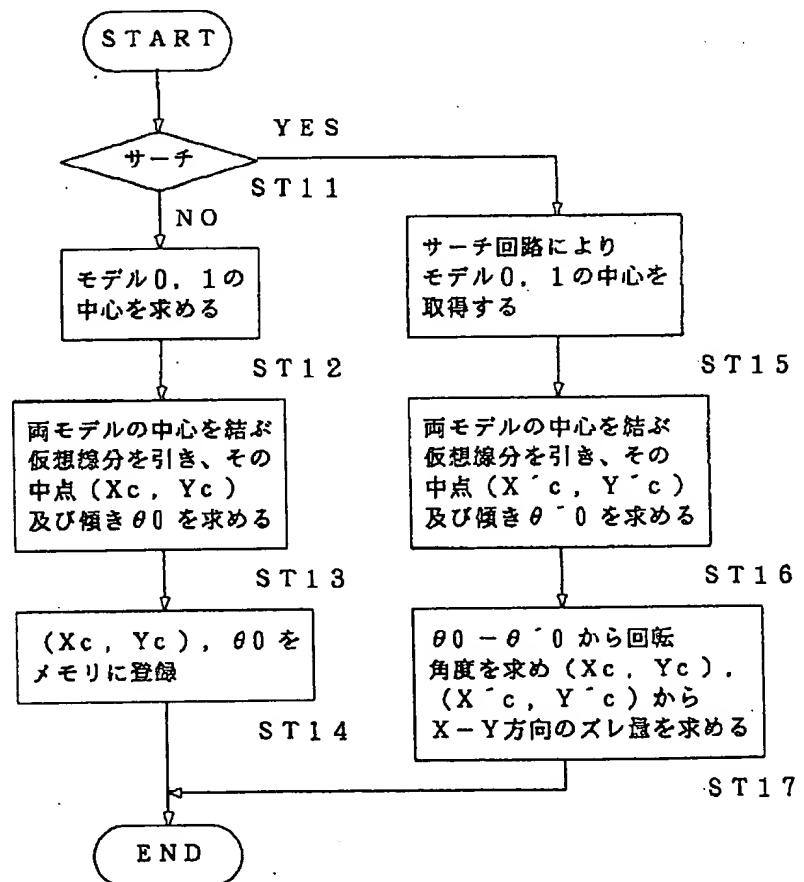 START
サーチ
YES
ST11
NO
モデル0,1の
中心を求める
ST12
両モデルの中心を結ぶ
仮想線分を引き、その
中点(Xc,Yc)
及び傾きθ0を求める
ST13
(Xc,Yc),θ0を
メモリに登録
ST14
サーチ回路により
モデル0,1の中心を
取得する
ST15
両モデルの中心を結ぶ
仮想線分を引き、その
中点(X´c,Y´c)
及び傾きθ´0を求める
ST16
θ0-θ´0から回転
角度を求め(Xc,Yc).
(X´c,Y´c)から
X-Y方向のズレ量を求める
ST17
END